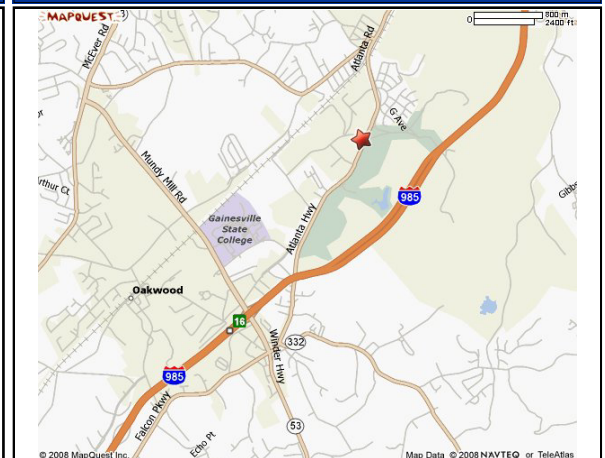 MAPQUEST
3
0
800 m
2400 ft
McEver Rd
Atlanta Rd
G Ave
Mundy Mill Rd
rthur Ct
985
Gibb
Gainesville
State
College
Atlanta Hwy
Oakwood
16
332
Winder Hwy
985
Falcon Pkwy
Echo Pt
53
© 2008 MapQuest Inc.
Map Data © 2008 NAVTEQ or TeleAtlas